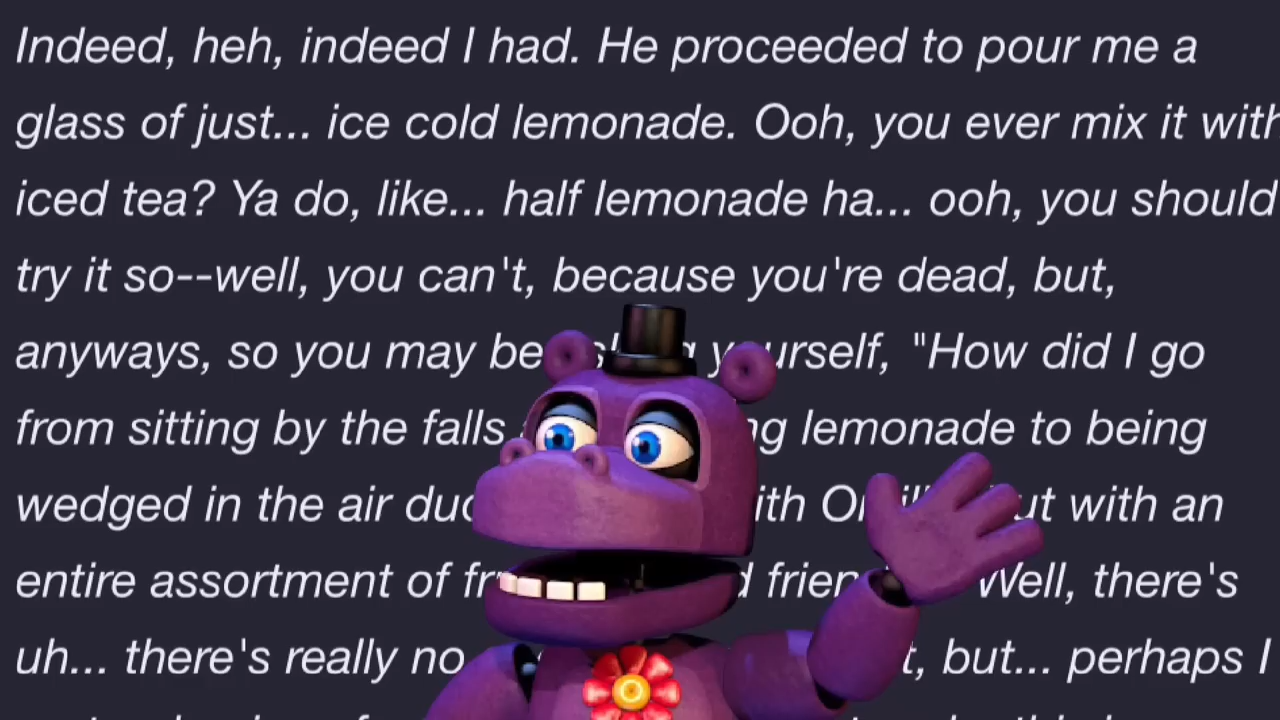 Indeed, heh, indeed I had. He proceeded to pour me a
glass of just... ice cold lemonade. Ooh, you ever mix it with
iced tea? Ya do, like... half lemonade ha... ooh, you should
try it so--well, you can't, because you're dead, but,
anyways, so you may be "How did I go
from sitting by the falls lemonade to being
wedged in the air with an
entire assortment of Well, there's
uh... there's really no but... perhaps I